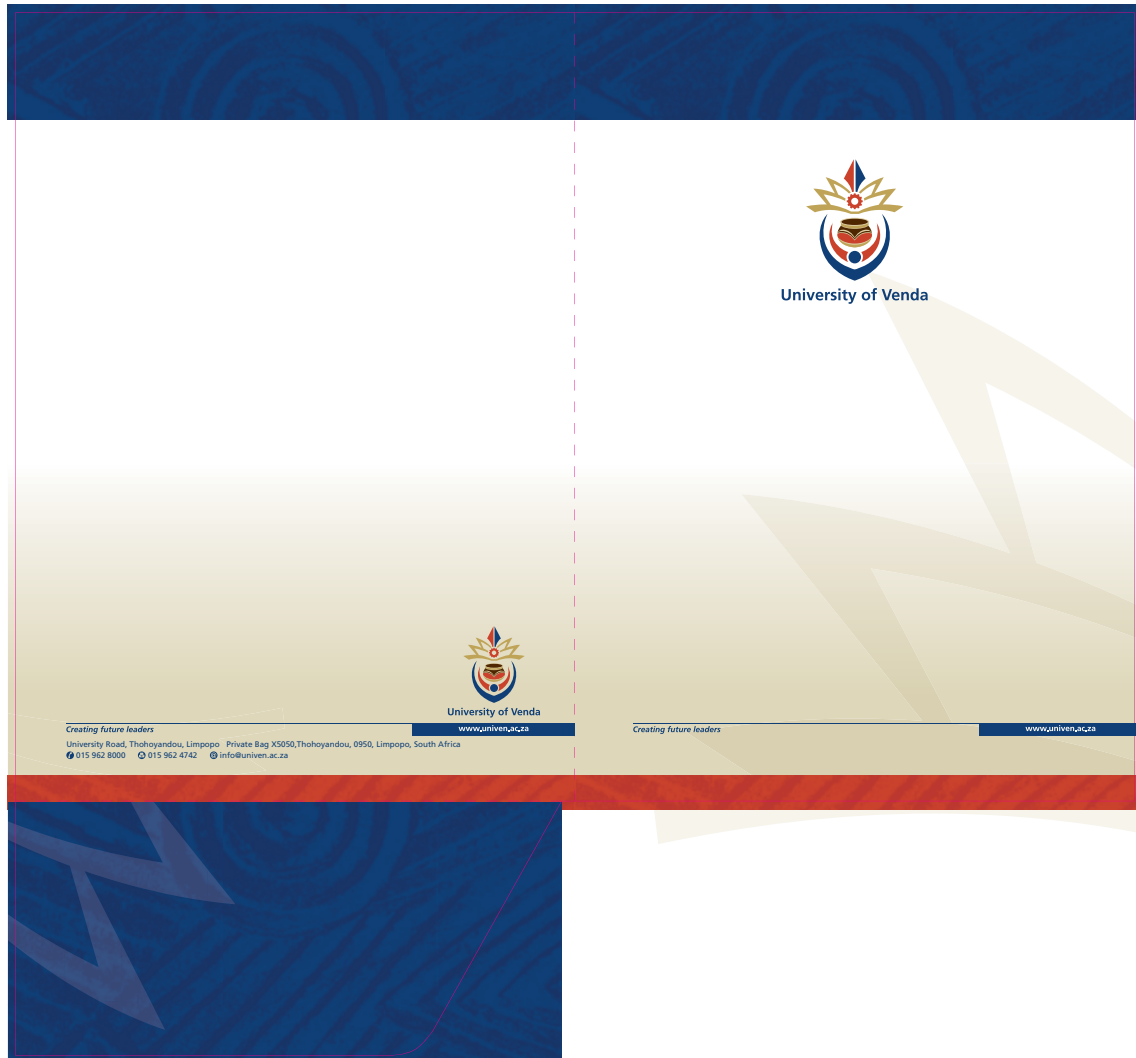 University of Venda
University of Venda
Creating future leaders
www.univen.ac.za
University Road, Thohoyandou, Limpopo Private Bag X5050,Thohoyandou, 0950, Limpopo, South Africa
015 962 8000 015 962 4742 info@univen.ac.za
Creating future leaders
www.univen.ac.za